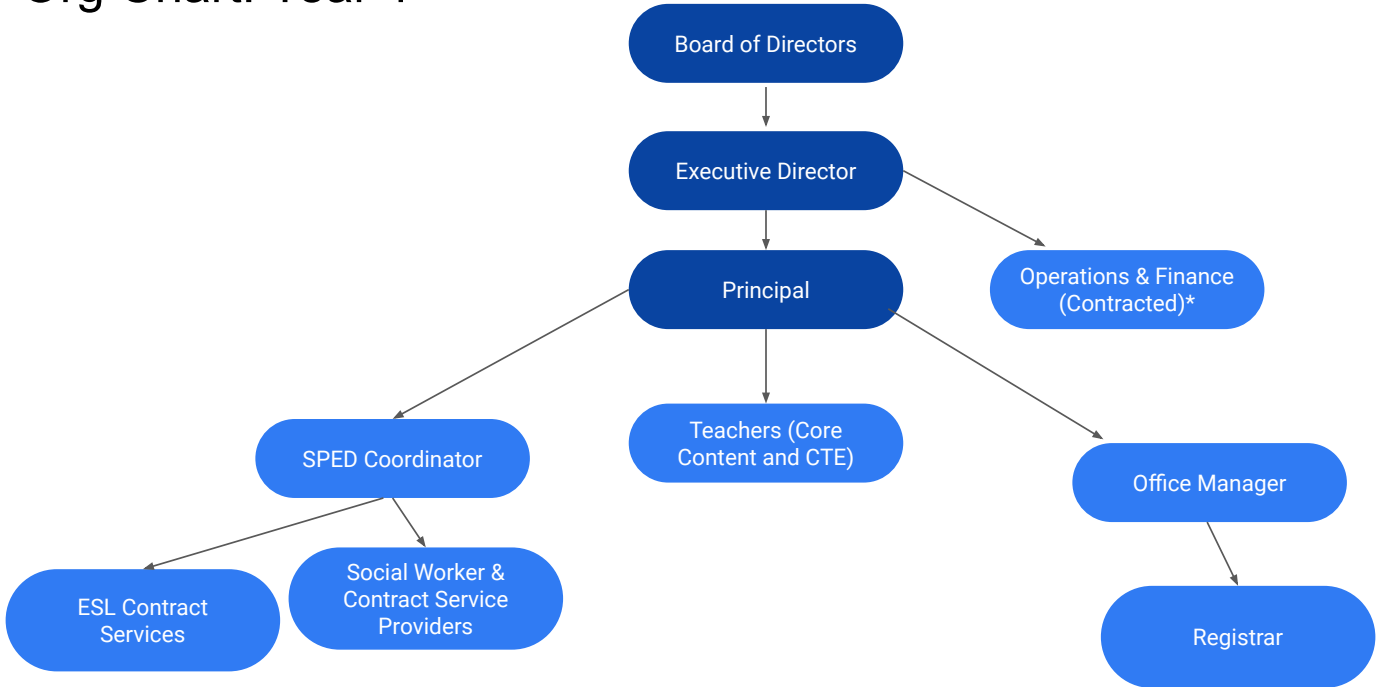 Board of Directors
Executive Director
Principal
Operations & Finance
(Contracted)*
Teachers (Core
Content and CTE)
SPED Coordinator
Office Manager
ESL Contract
Services
Social Worker &
Contract Service
Providers
Registrar